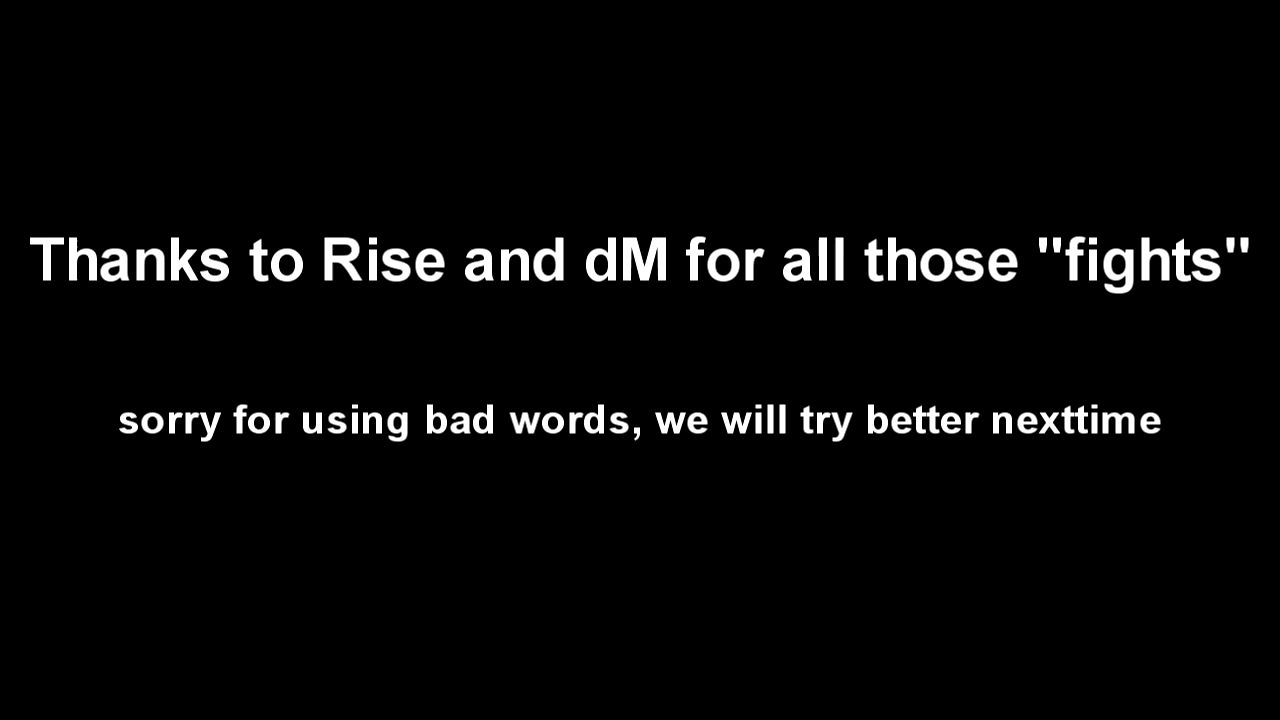 Thanks to Rise and dM for all those "fights"
sorry for using bad words, we will try better nexttime